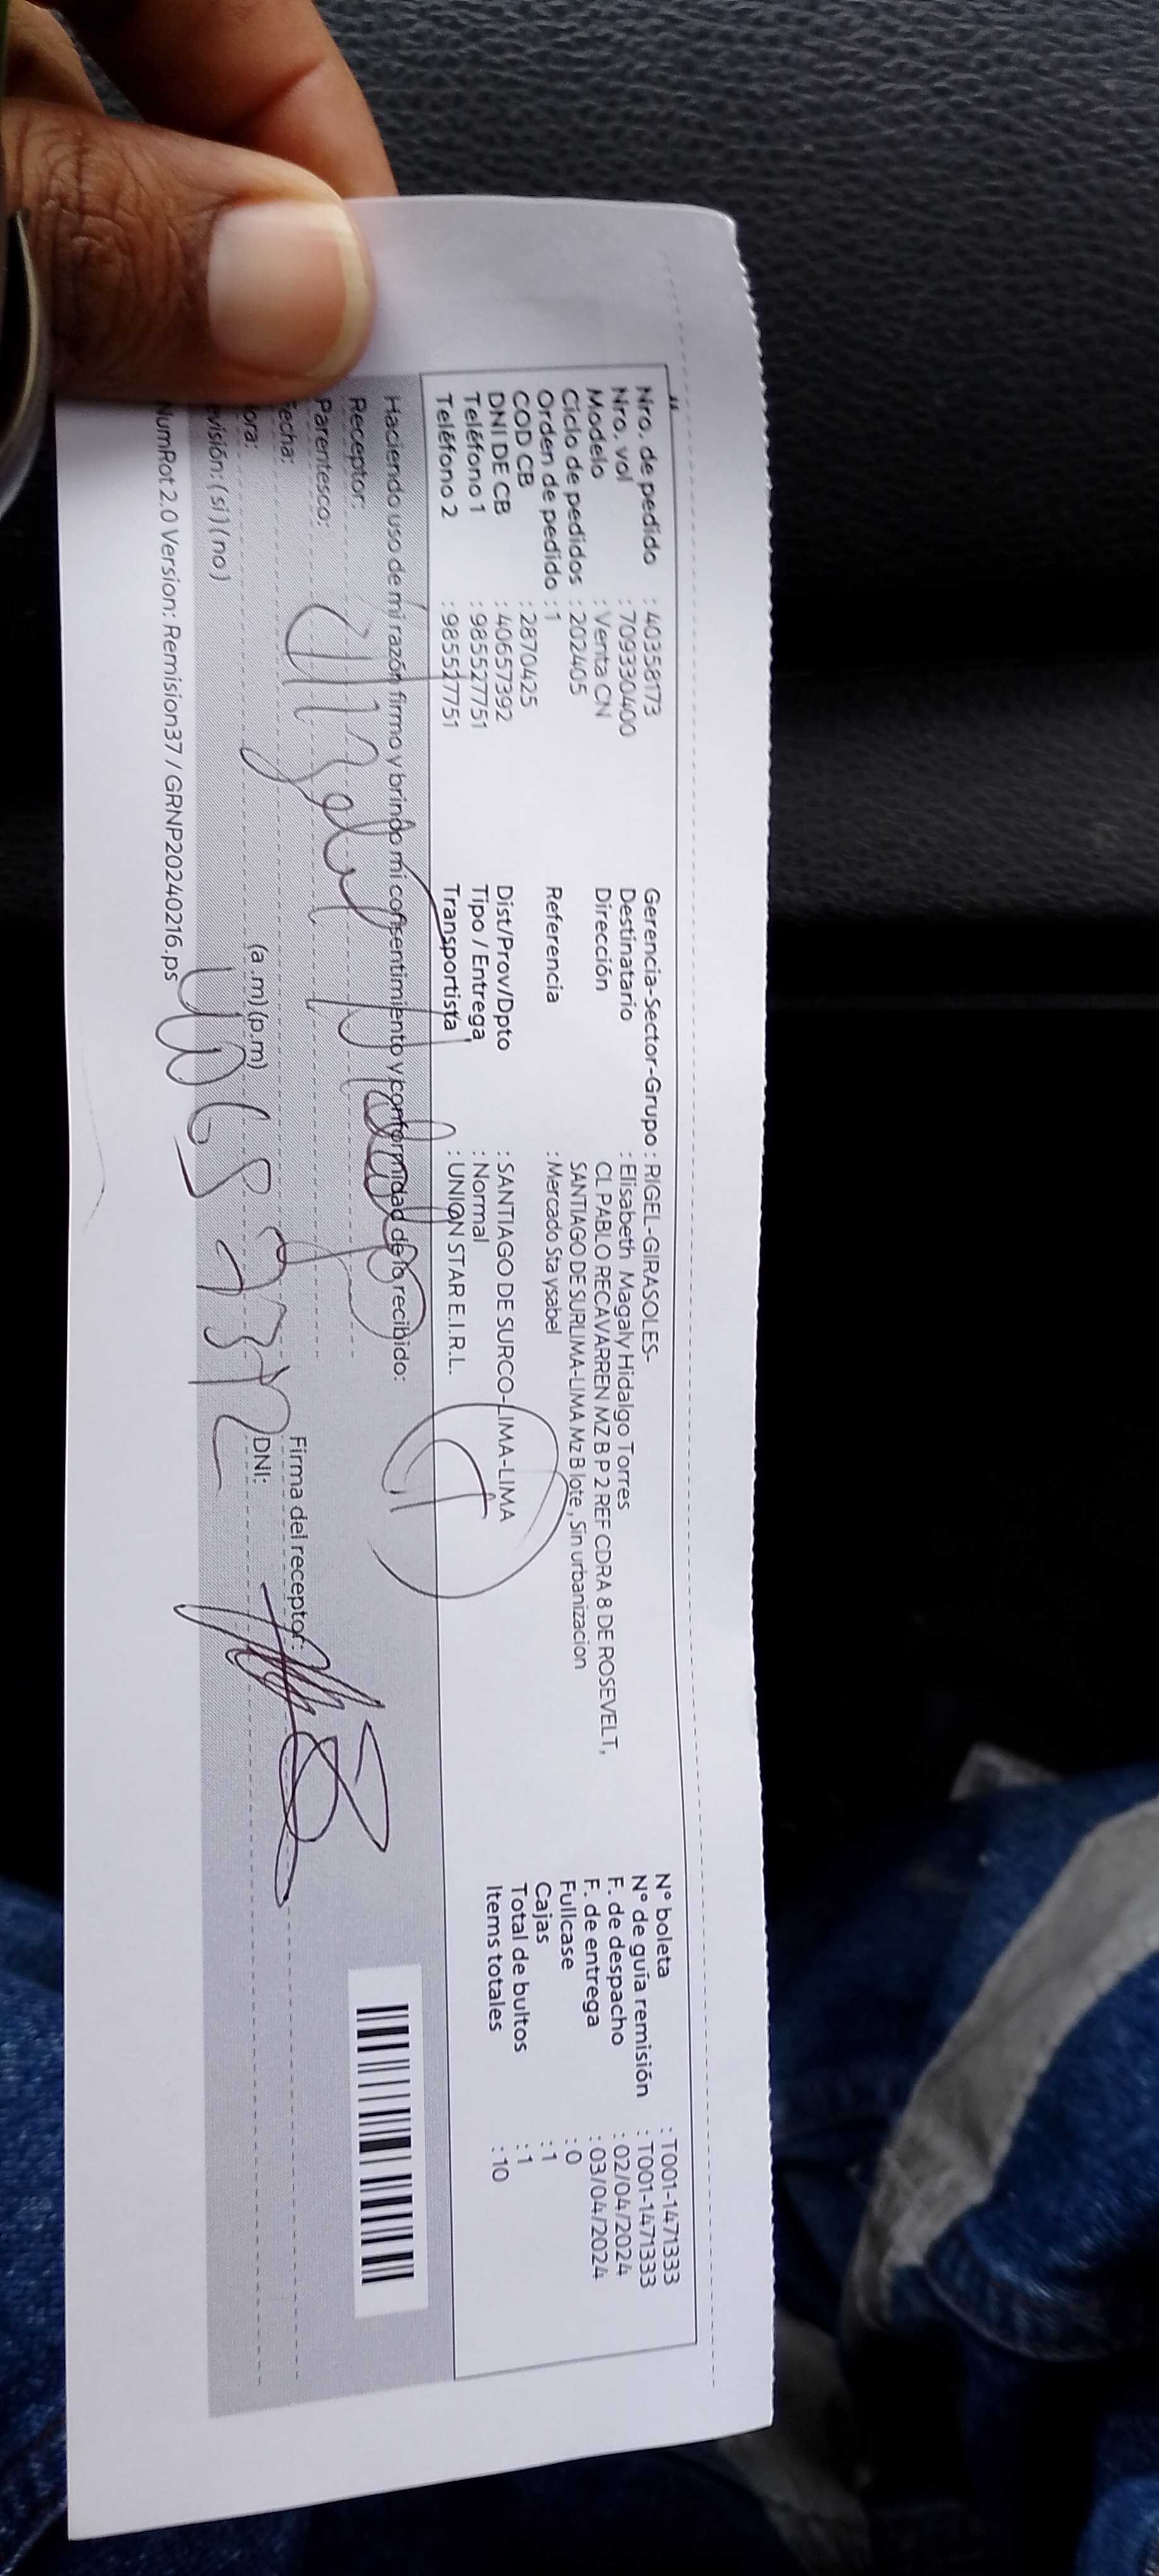 Nro. de pedido : 40358173
Nro. vol : 709330400
Modelo : Venta CN
Ciclo de pedidos : 202405
Orden de pedido : 1
COD CB : 2870425
DNI DE CB : 40657392
Teléfono 1 : 985527751
Teléfono 2 : 985527751
Gerencia-Sector-Grupo : RIGEL-GIRASOLES-
Destinatario : Elisabeth Magaly Hidalgo Torres
Dirección CL PABLO RECAVARREN MZ B P 2 REF CDRA 8 DE ROSEVELT,
SANTIAGO DE SURLIMA-LIMA Mz B lote , Sin urbanizacion
Referencia : Mercado Sta ysabel
Dist/Prov/Dpto : SANTIAGO DE SURCO-LIMA-LIMA
Tipo / Entrega : Normal
Transportista : UNION STAR E.I.R.L.
N° boleta : T001-1471333
N° de guía remisión : T001-1471333
F. de despacho : 02/04/2024
F. de entrega : 03/04/2024
Fullcase : 0
Cajas : 1
Total de bultos : 1
Items totales : 10
Haciendo uso de mi razón firmo y brindo mi consentimiento y conformidad de lo recibido:
Receptor:
Parentesco:
echa:
ora: (a.m) (p.m)
evisión: (si) (no)
Firma del receptor:
DNI:
NumRot 2.0 Version: Remision37 / GRNP20240216.ps